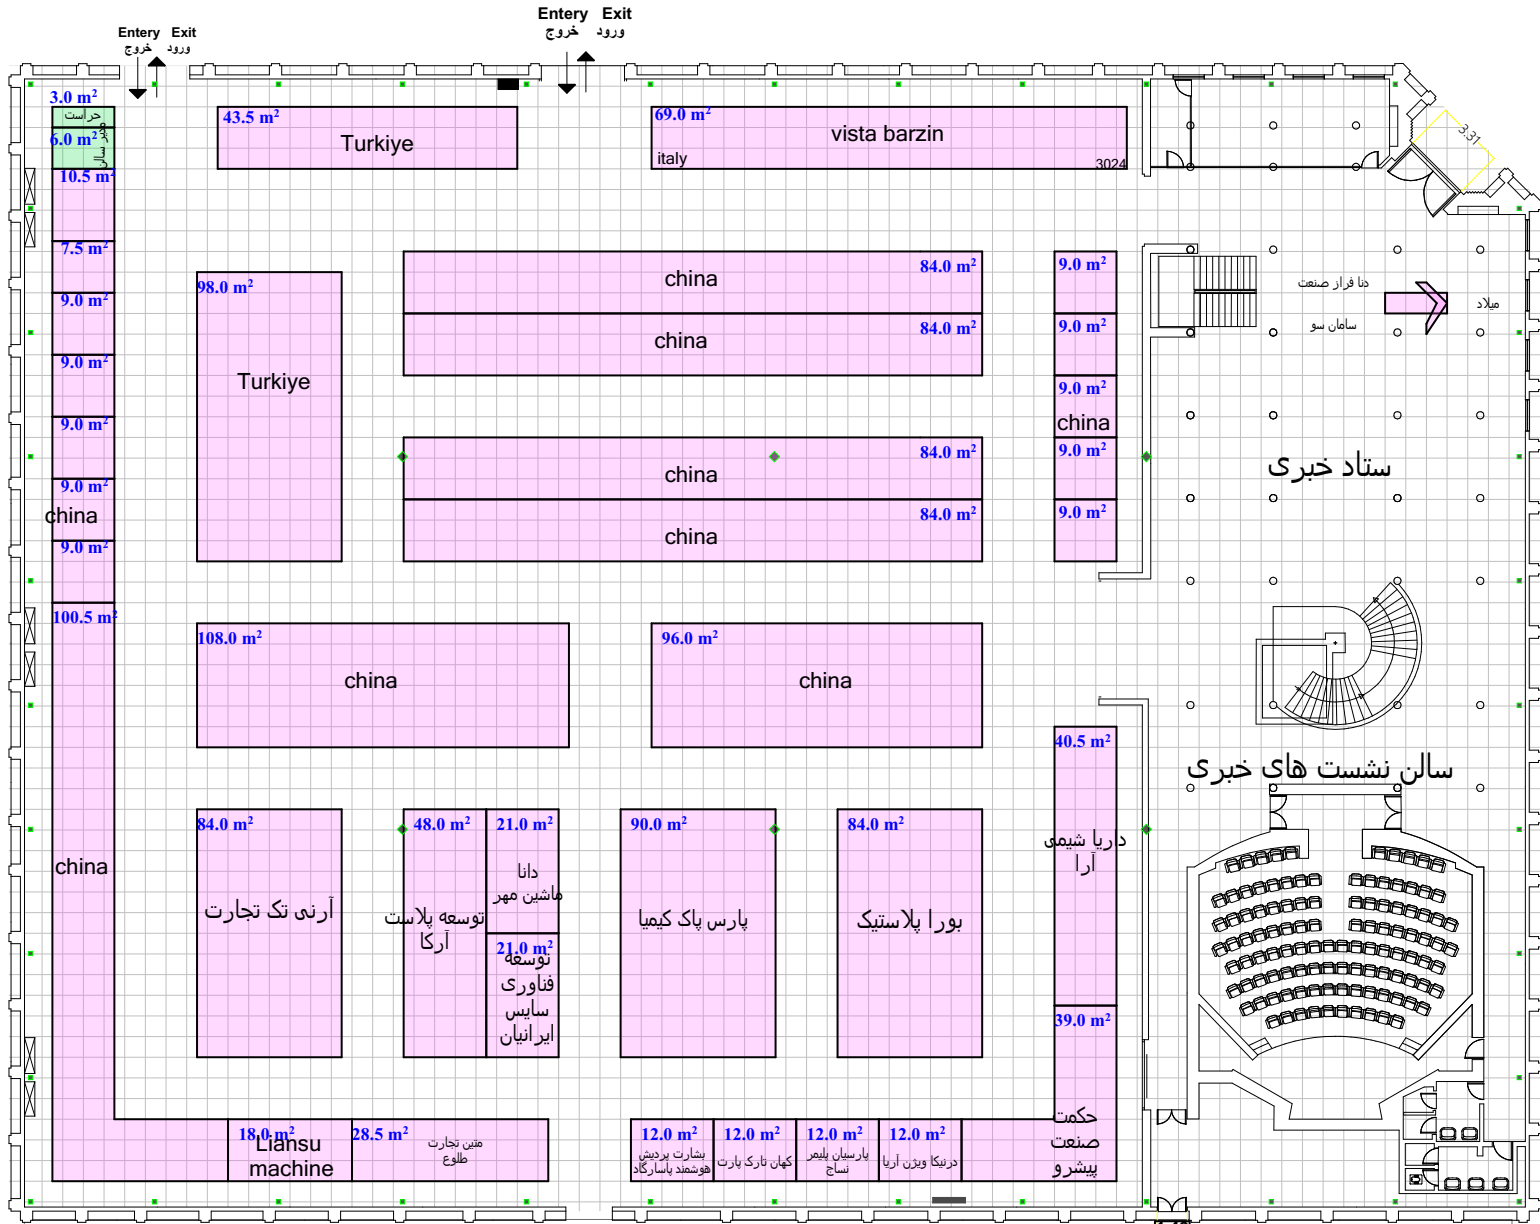 Entery Exit
خروج ورود
Entery Exit
خروج ورود
3.0 m²
حراست
6.0 m²
مدیر سالن
43.5 m²
Turkiye
69.0 m²
vista barzin
italy
3024
3.31
10.5 m²
7.5 m²
9.0 m²
9.0 m²
9.0 m²
9.0 m²
china
9.0 m²
100.5 m²
china
98.0 m²
Turkiye
china
84.0 m²
china
84.0 m²
china
84.0 m²
china
84.0 m²
9.0 m²
9.0 m²
9.0 m²
china
9.0 m²
9.0 m²
دنا فراز صنعت
سامان سو
میلاد
ستاد خبری
108.0 m²
china
96.0 m²
china
سالن نشست های خبری
84.0 m²
آرنی تک تجارت
48.0 m²
توسعه پلاست
آرکا
21.0 m²
دانا
ماشین مهر
21.0 m²
توسعه
فناوری
سایس
ایرانیان
90.0 m²
پارس پاک کیمیا
84.0 m²
بورا پلاستیک
40.5 m²
داریا شیمی
آرا
39.0 m²
حکمت
صنعت
پیشرو
18.0 m²
Liansu
machine
28.5 m²
متین تجارت
طلوع
12.0 m²
بشارت پردیش
هوشمند پاسارگاد
12.0 m²
کهان تارک پارت
12.0 m²
پارسیان پلیمر
نساج
12.0 m²
درنیکا ویژن آریا